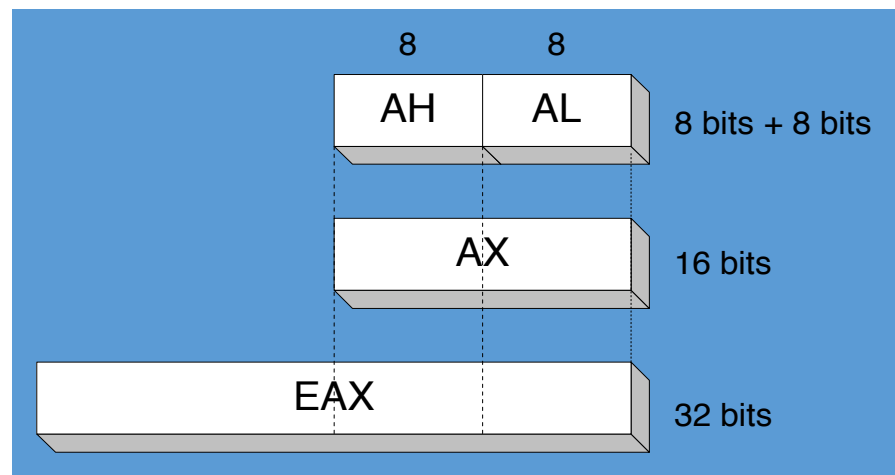 8 8
AH AL 8 bits + 8 bits
AX 16 bits
EAX 32 bits